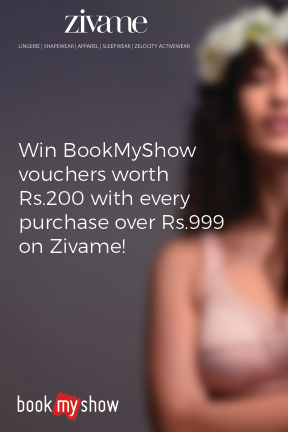 zivame
LINGERIE | SHAPEWEAR | APPAREL | SLEEPWEAR | ZELOCITY ACTIVEWEAR
Win BookMyShow
vouchers worth
Rs.200 with every
purchase over Rs.999
on Zivame!
book my show